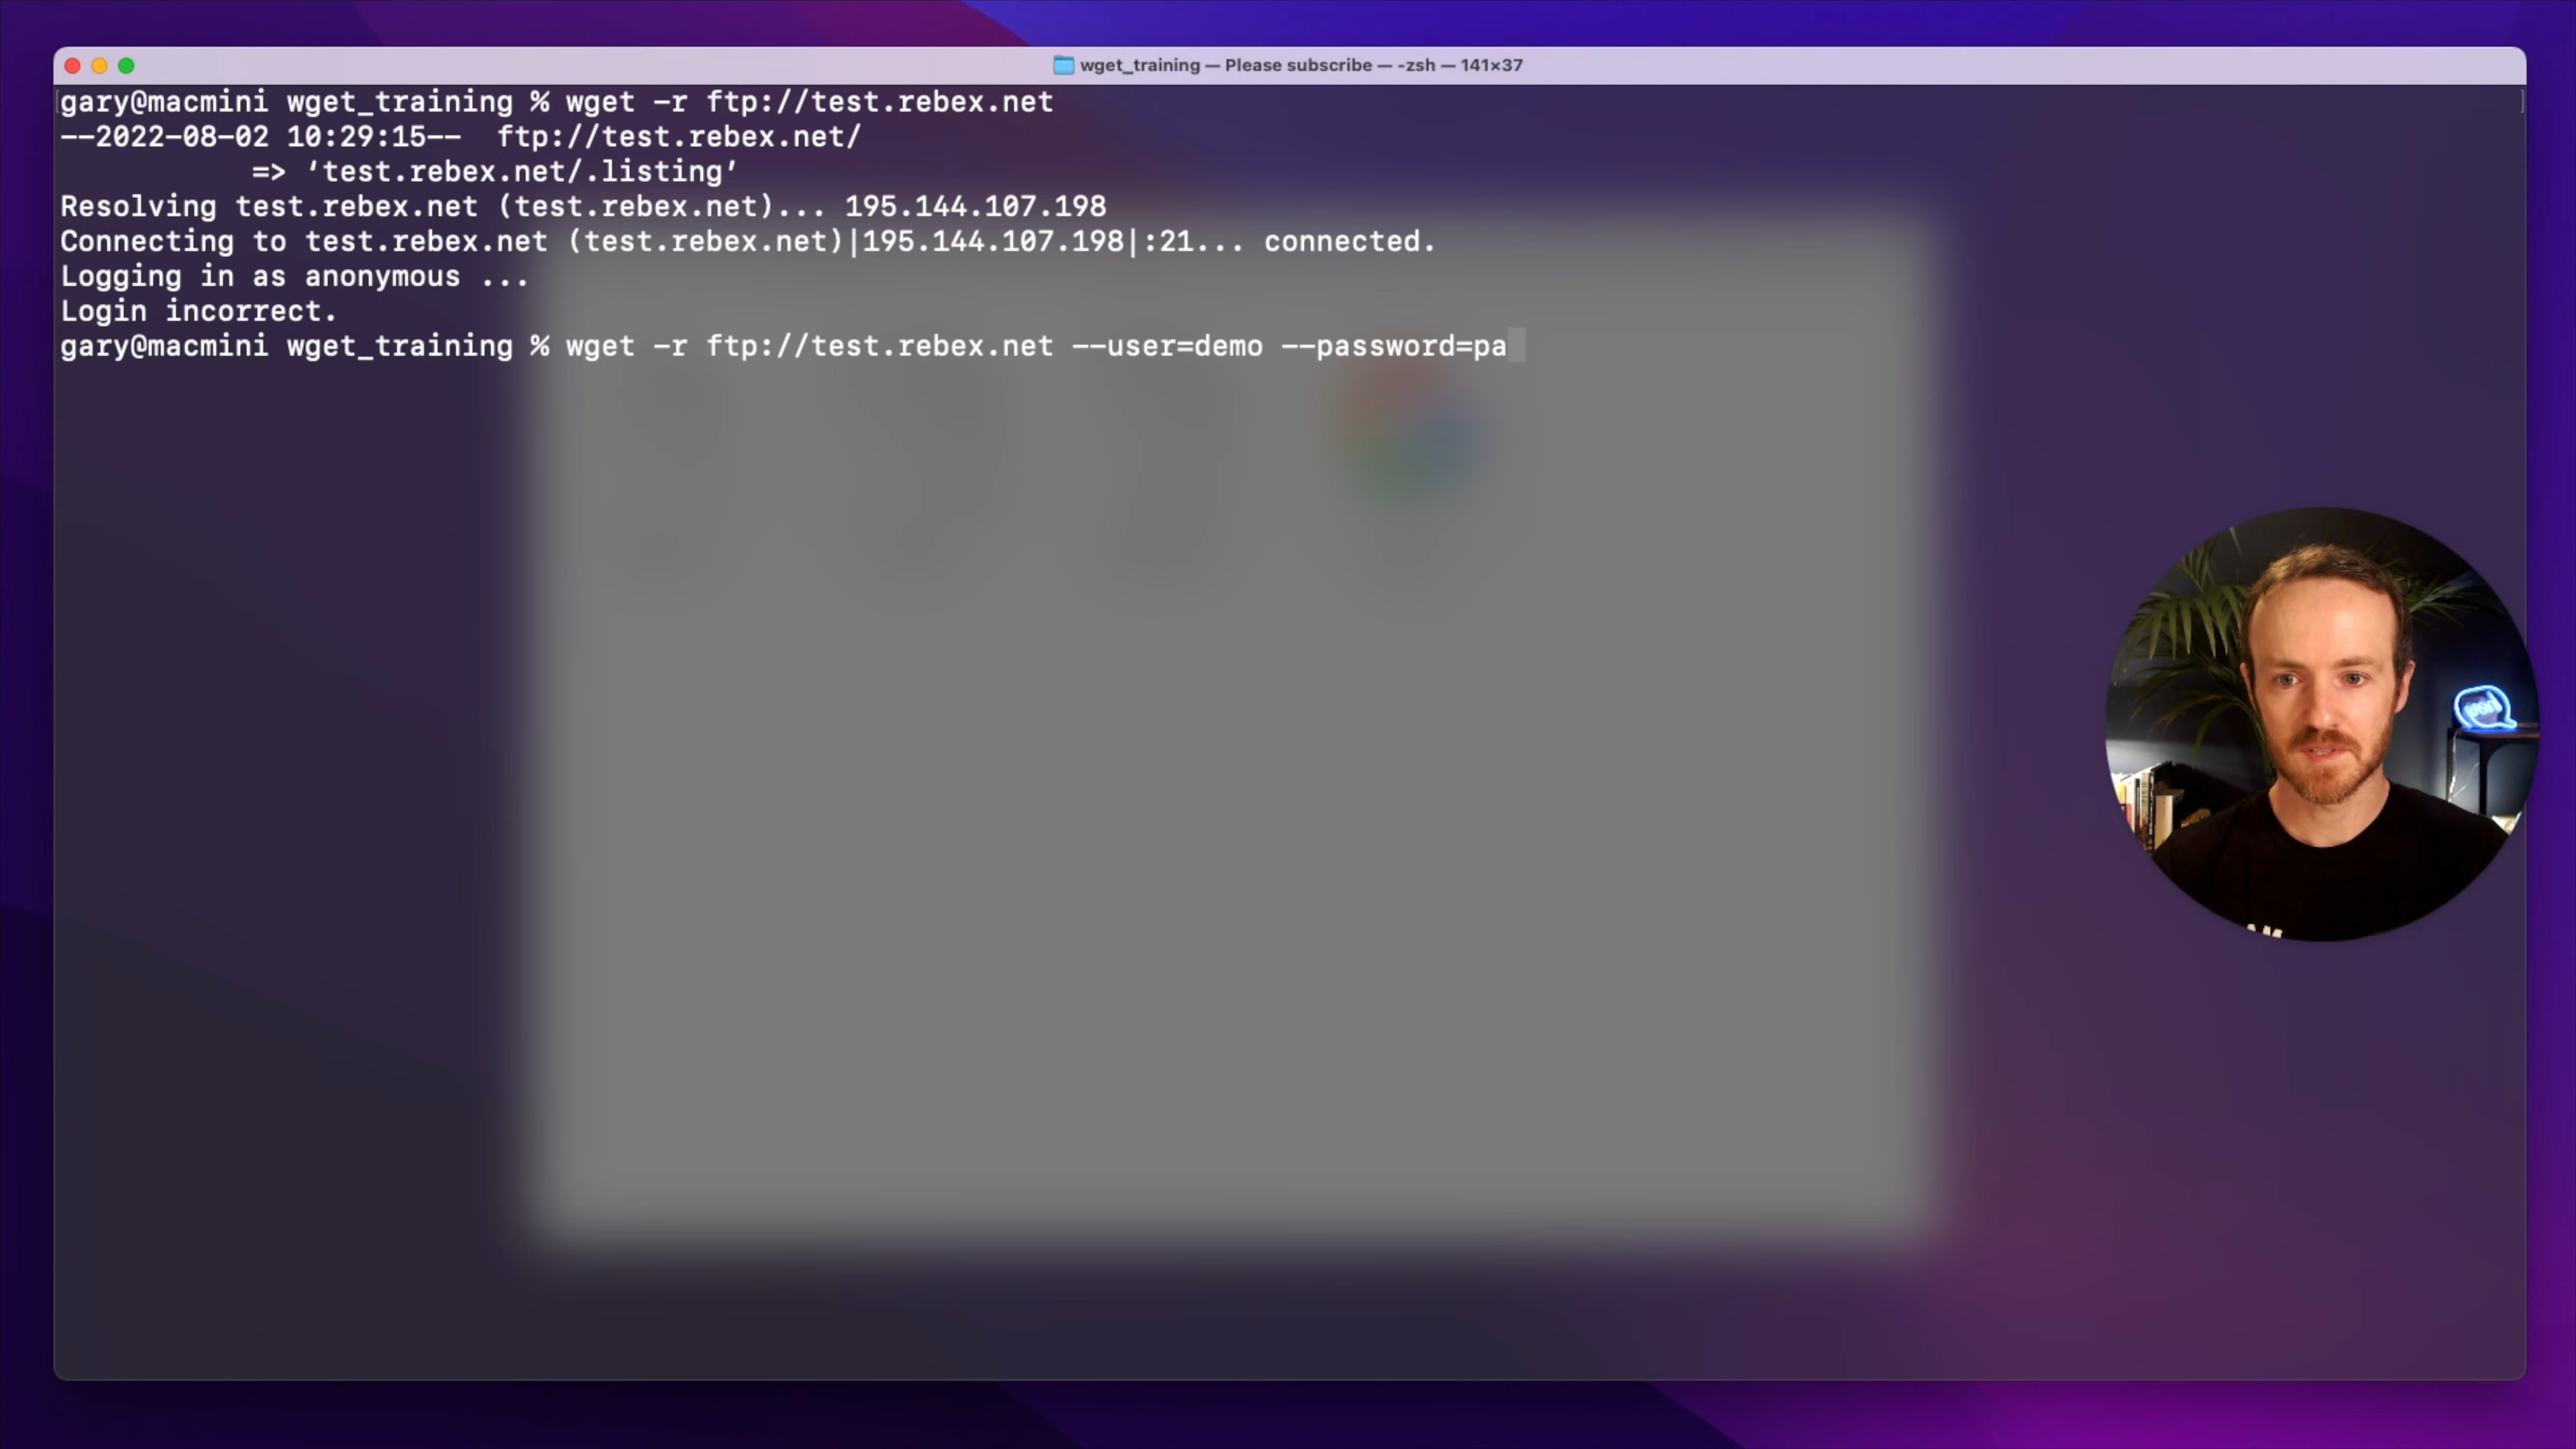 wget_training — Please subscribe — -zsh — 141×37
gary@macmini wget_training % wget -r ftp://test.rebex.net
--2022-08-02 10:29:15--  ftp://test.rebex.net/
           => ‘test.rebex.net/.listing’
Resolving test.rebex.net (test.rebex.net)... 195.144.107.198
Connecting to test.rebex.net (test.rebex.net)|195.144.107.198|:21... connected.
Logging in as anonymous ...
Login incorrect.
gary@macmini wget_training % wget -r ftp://test.rebex.net --user=demo --password=pa